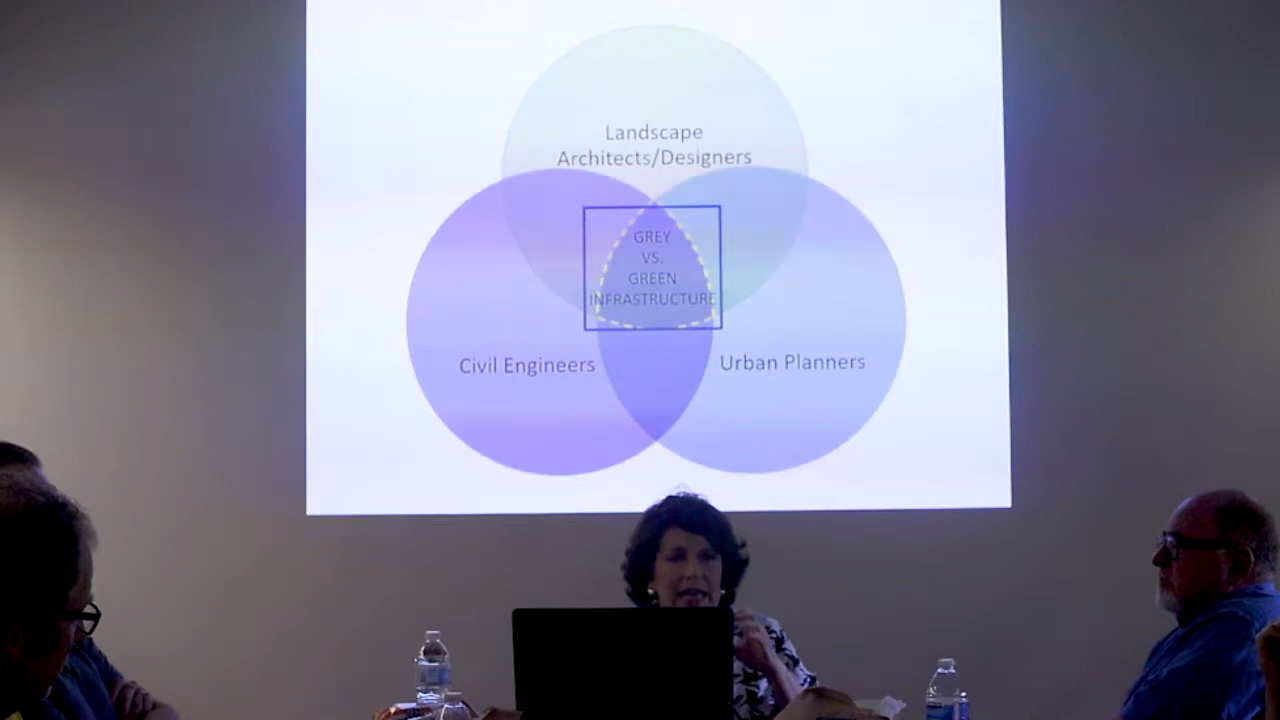 Landscape
Architects/Designers
GREY
VS.
GREEN
INFRASTRUCTURE
Civil Engineers
Urban Planners